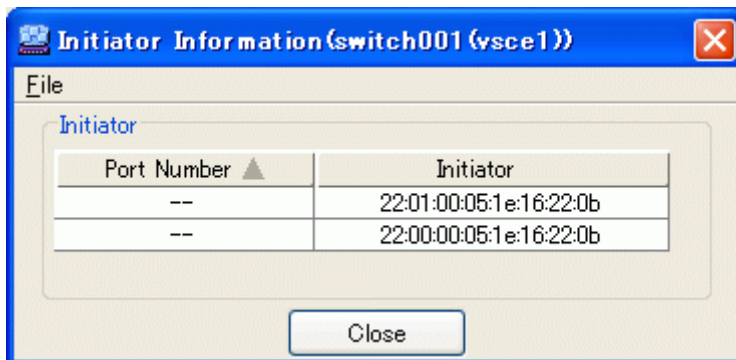 Initiator Information(switch001(vsce1))
File
Initiator
Port Number Initiator
-- 22:01:00:05:1e:16:22:0b
-- 22:00:00:05:1e:16:22:0b
Close